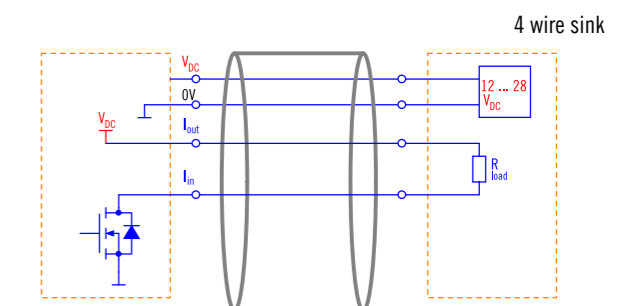 4 wire sink
VDC
0V
12 ... 28
VDC
VDC
Iout
Iin
R
load